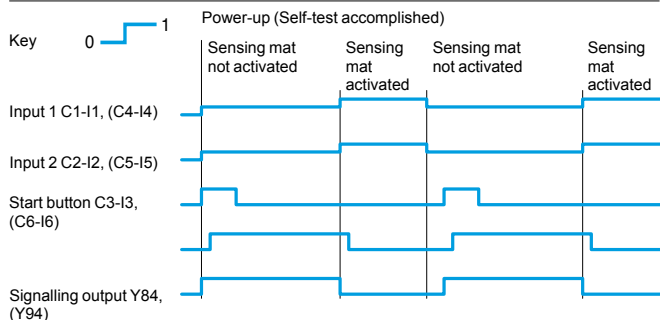 Power-up (Self-test accomplished)
Key
0
1
Sensing mat
not activated
Sensing
mat
activated
Sensing mat
not activated
Sensing
mat
activated
Input 1 C1-I1, (C4-I4)
Input 2 C2-I2, (C5-I5)
Start button C3-I3,
(C6-I6)
Signalling output Y84,
(Y94)